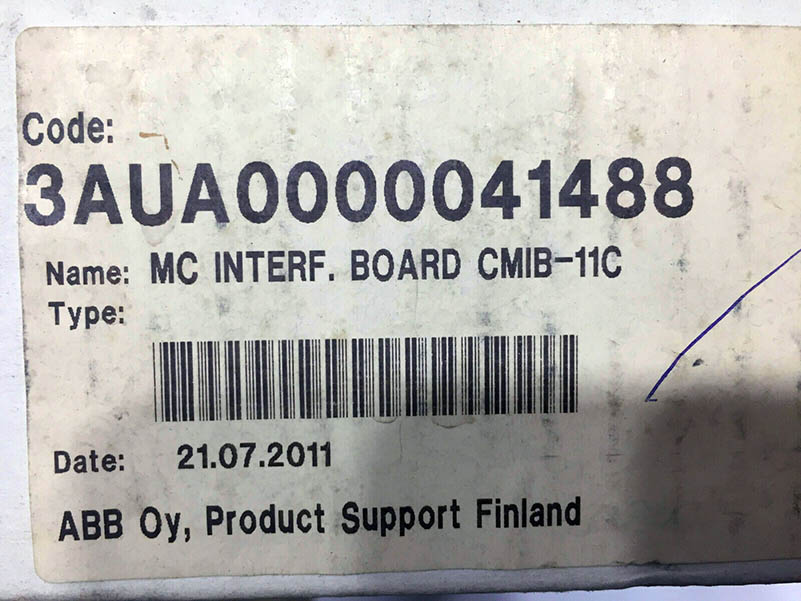 Code:
3AUA0000041488
Name: MC INTERF. BOARD CMIB-11C
Type:
Date: 21.07.2011
ABB Oy, Product Support Finland